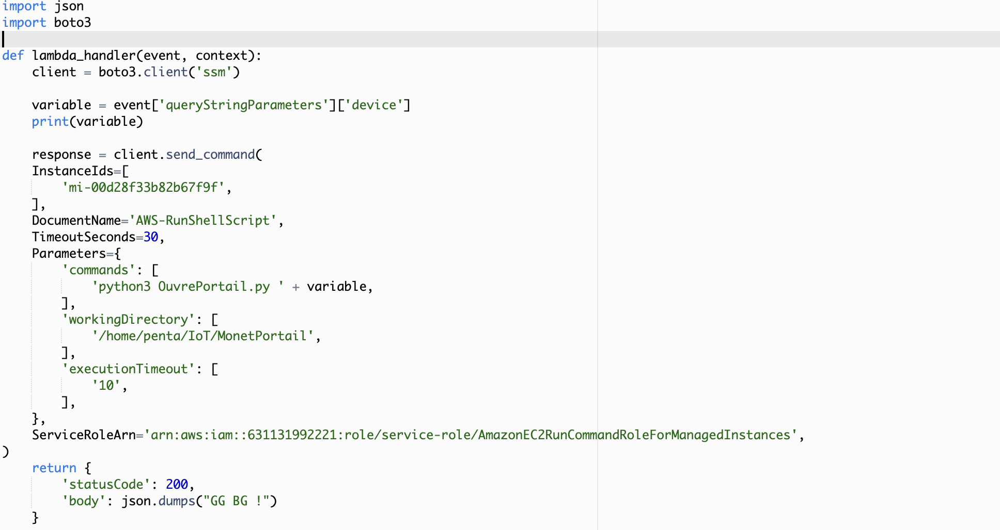 import json
import boto3
def lambda_handler(event, context):
    client = boto3.client('ssm')
    variable = event['queryStringParameters']['device']
    print(variable)
    response = client.send_command(
    InstanceIds=[
        'mi-00d28f33b82b67f9f',
    ],
    DocumentName='AWS-RunShellScript',
    TimeoutSeconds=30,
    Parameters={
        'commands': [
            'python3 OuvrePortail.py ' + variable,
        ],
        'workingDirectory': [
            '/home/penta/IoT/MonetPortail',
        ],
        'executionTimeout': [
            '10',
        ],
    },
    ServiceRoleArn='arn:aws:iam::631131992221:role/service-role/AmazonEC2RunCommandRoleForManagedInstances',
)
    return {
        'statusCode': 200,
        'body': json.dumps("GG BG !")
    }